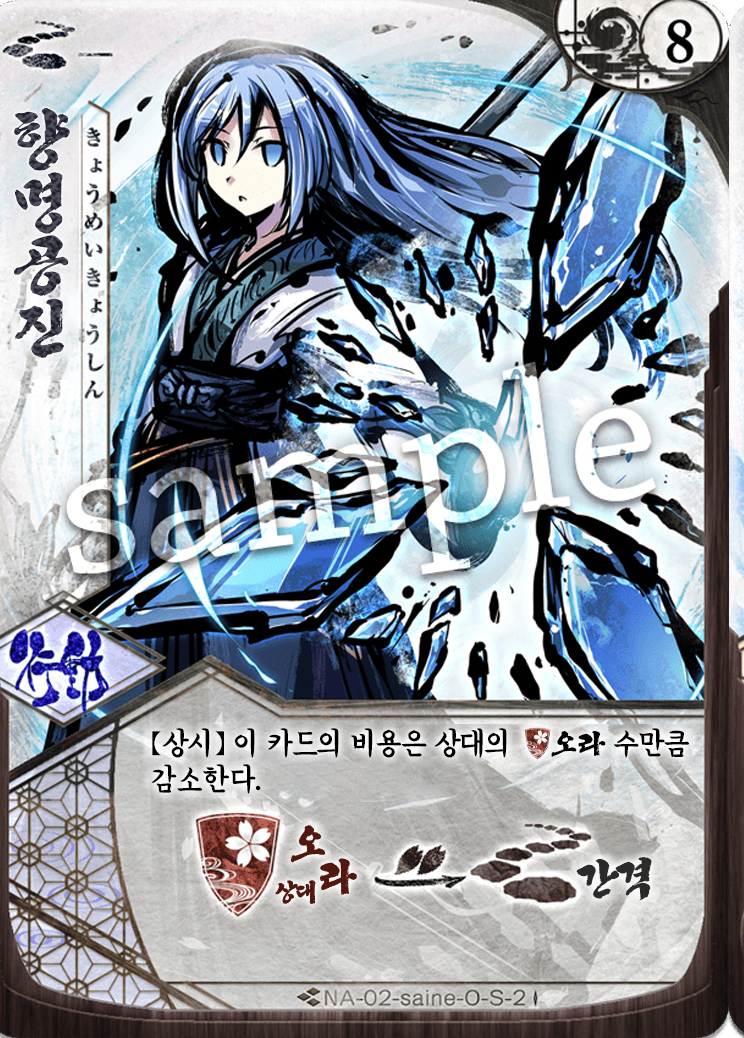 8
향명공진
きょうめいきょうしん
sample
行動
【상시】 이 카드의 비용은 상대의 오라 수만큼
감소한다.
상대 오라
간격
NA-02-saine-O-S-2